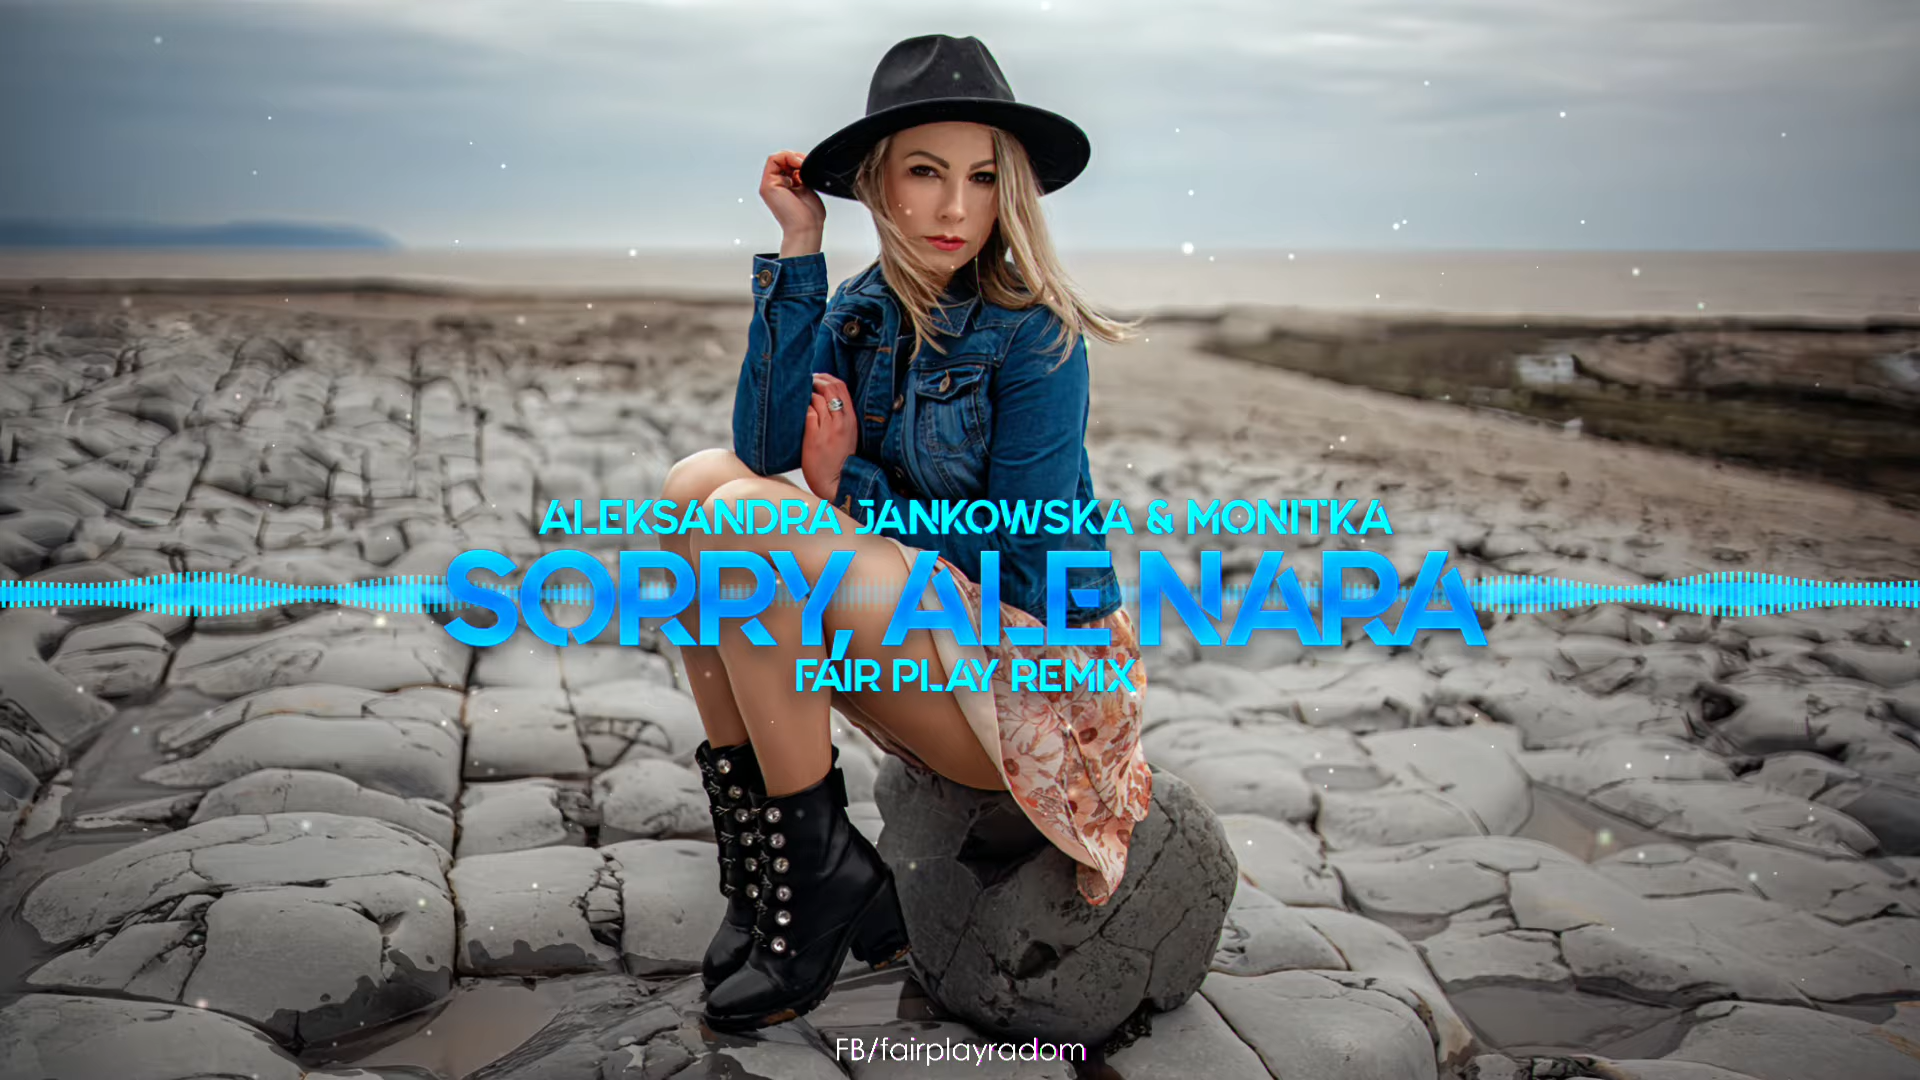 ALEKSANDRA JANKOWSKA & MONITKA
SORRY, ALE NARA
FAIR PLAY REMIX
FB/fairplayradom